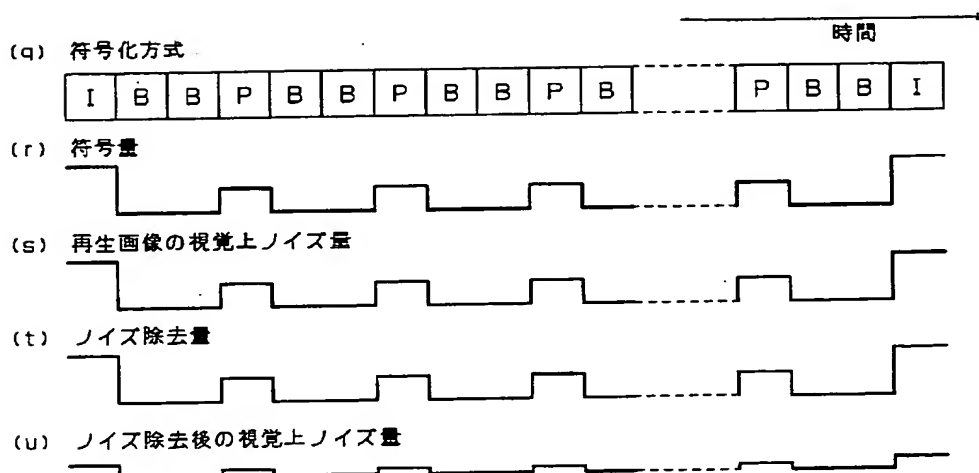 時間
(q) 符号化方式
I B B P B B P B B P B P B B I
(r) 符号量
(s) 再生画像の視覚上ノイズ量
(t) ノイズ除去量
(u) ノイズ除去後の視覚上ノイズ量